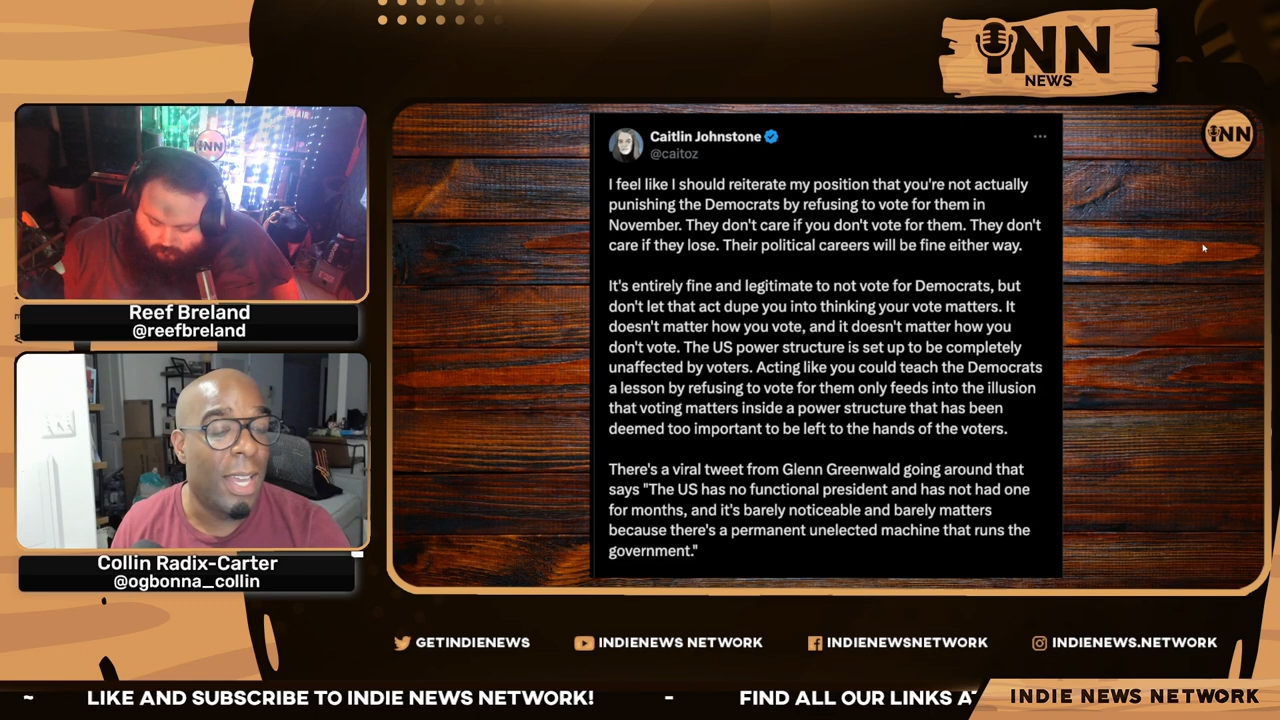 INN
NEWS
INN
INN
Reef Breland
@reefbreland
Collin Radix-Carter
@ogbonna_collin
Caitlin Johnstone
@caitoz
I feel like I should reiterate my position that you're not actually
punishing the Democrats by refusing to vote for them in
November. They don't care if you don't vote for them. They don't
care if they lose. Their political careers will be fine either way.
It's entirely fine and legitimate to not vote for Democrats, but
don't let that act dupe you into thinking your vote matters. It
doesn't matter how you vote, and it doesn't matter how you
don't vote. The US power structure is set up to be completely
unaffected by voters. Acting like you could teach the Democrats
a lesson by refusing to vote for them only feeds into the illusion
that voting matters inside a power structure that has been
deemed too important to be left to the hands of the voters.
There's a viral tweet from Glenn Greenwald going around that
says "The US has no functional president and has not had one
for months, and it's barely noticeable and barely matters
because there's a permanent unelected machine that runs the
government."
GETINDIENEWS
INDIENEWS NETWORK
INDIENEWSNETWORK
INDIENEWS.NETWORK
~ LIKE AND SUBSCRIBE TO INDIE NEWS NETWORK! ~ FIND ALL OUR LINKS
INDIE NEWS NETWORK